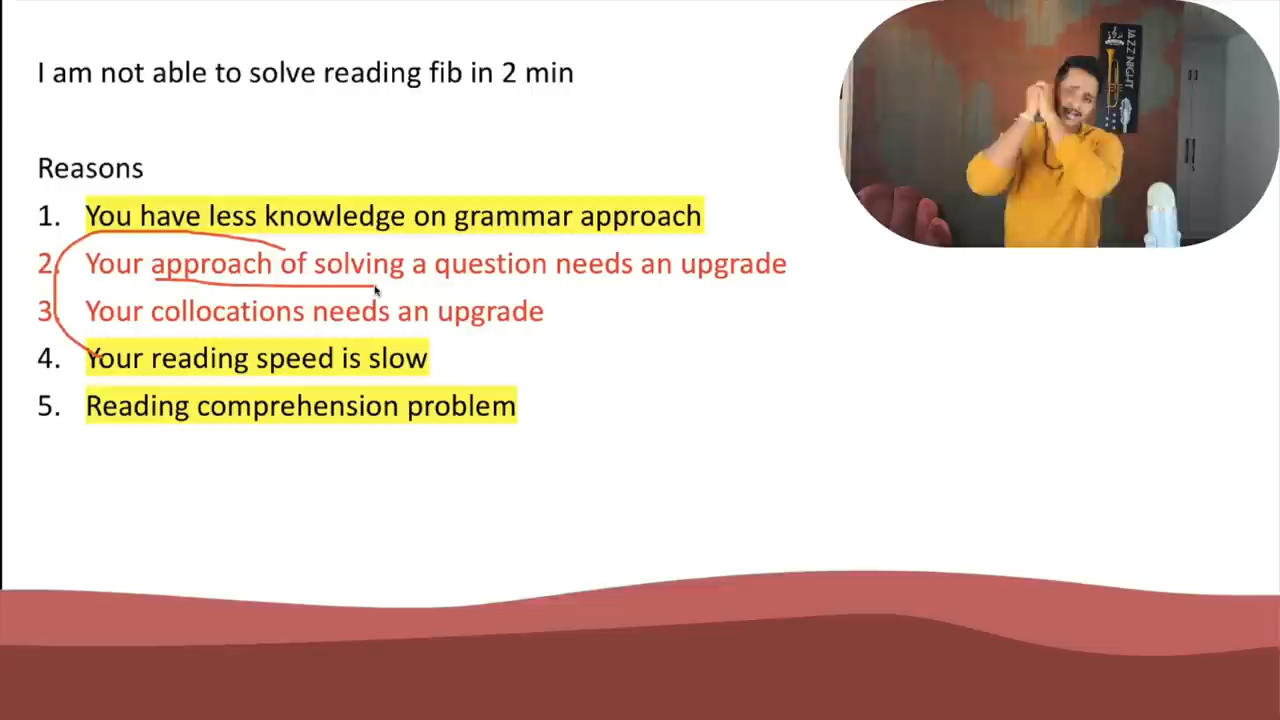 I am not able to solve reading fib in 2 min
JAZZ NIGHT
Reasons
1. You have less knowledge on grammar approach
2. Your approach of solving a question needs an upgrade
3. Your collocations needs an upgrade
4. Your reading speed is slow
5. Reading comprehension problem